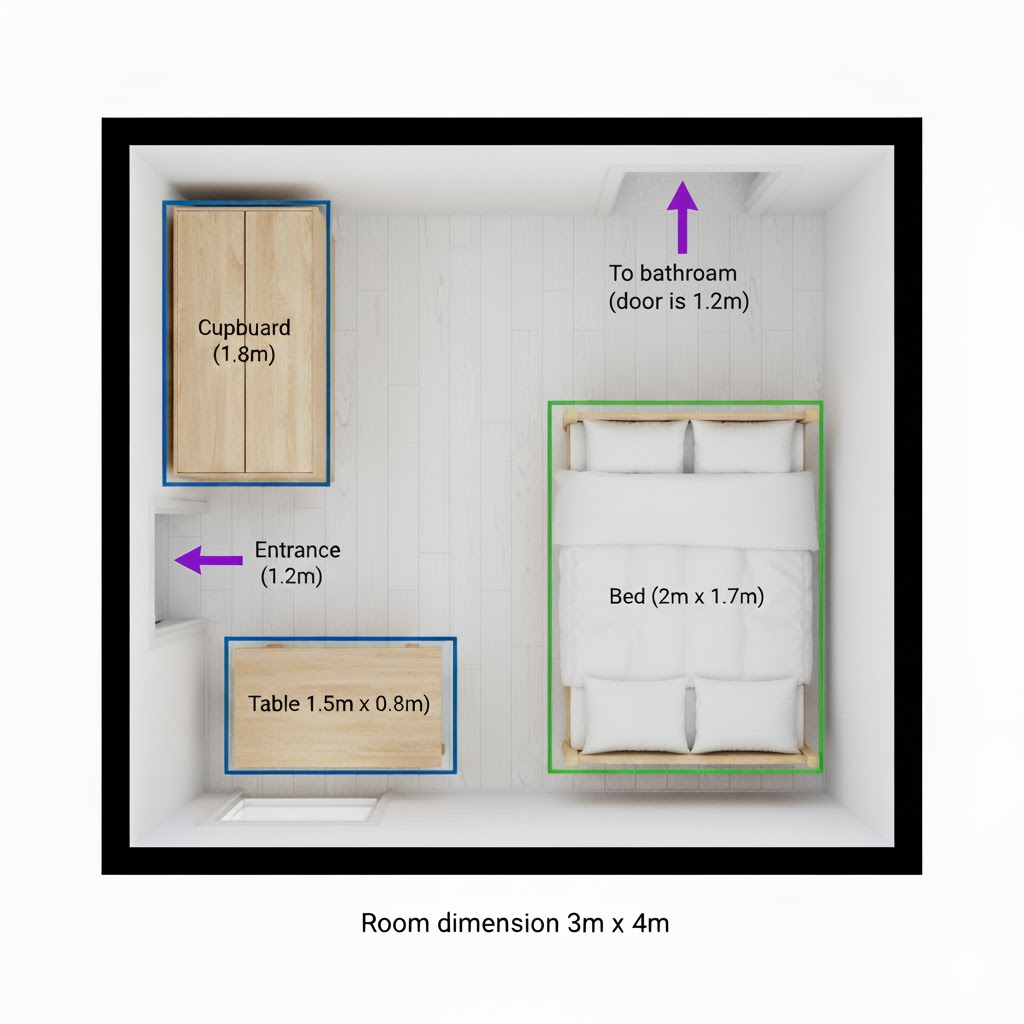 To bathroam
(door is 1.2m)
Cupbuard
(1.8m)
Entrance
(1.2m)
Bed (2m x 1.7m)
Table 1.5m x 0.8m)
Room dimension 3m x 4m